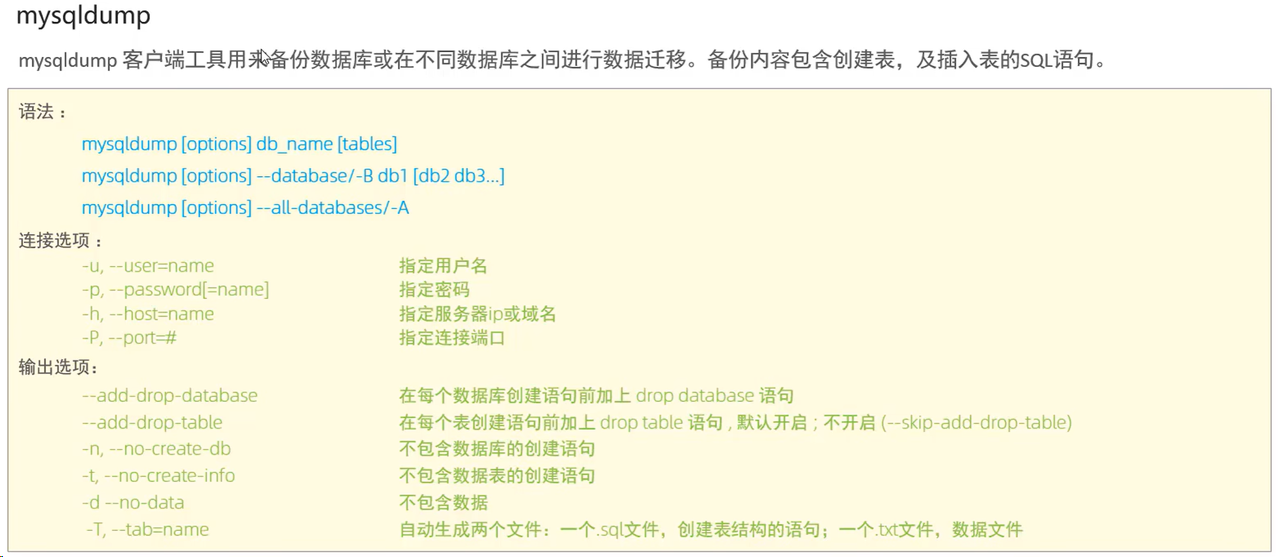 mysqldump
mysqldump 客户端工具用来备份数据库或在不同数据库之间进行数据迁移。备份内容包含创建表，及插入表的SQL语句。
语法 :
mysqldump [options] db_name [tables]
mysqldump [options] --database/-B db1 [db2 db3...]
mysqldump [options] --all-databases/-A
连接选项 :
-u, --user=name 指定用户名
-p, --password[=name] 指定密码
-h, --host=name 指定服务器ip或域名
-P, --port=# 指定连接端口
输出选项：
--add-drop-database 在每个数据库创建语句前加上 drop database 语句
--add-drop-table 在每个表创建语句前加上 drop table 语句 , 默认开启 ; 不开启 (--skip-add-drop-table)
-n, --no-create-db 不包含数据库的创建语句
-t, --no-create-info 不包含数据表的创建语句
-d --no-data 不包含数据
-T, --tab=name 自动生成两个文件：一个.sql文件，创建表结构的语句；一个.txt文件，数据文件